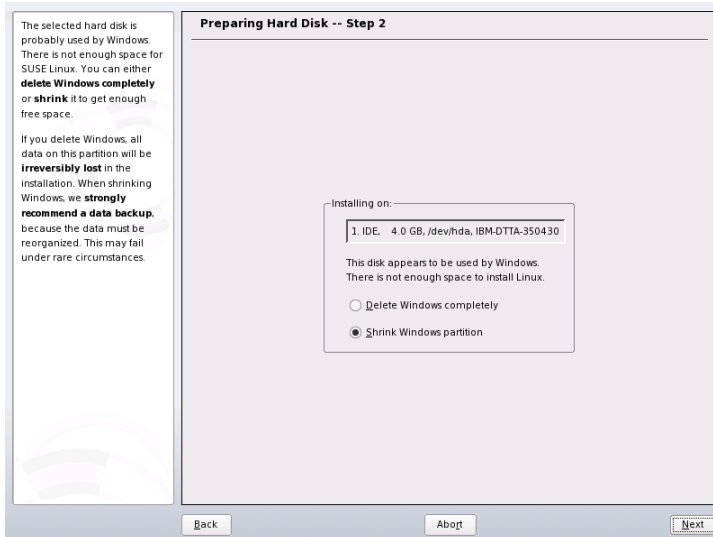 The selected hard disk is
probably used by Windows.
There is not enough space for
SUSE Linux. You can either
delete Windows completely
or shrink it to get enough
free space.
If you delete Windows, all
data on this partition will be
irreversibly lost in the
installation. When shrinking
Windows, we strongly
recommend a data backup,
because the data must be
reorganized. This may fail
under rare circumstances.
Preparing Hard Disk -- Step 2
Installing on:
1. IDE, 4.0 GB, /dev/hda, IBM-DTTA-350430
This disk appears to be used by Windows.
There is not enough space to install Linux.
Delete Windows completely
Shrink Windows partition
Back
Abort
Next